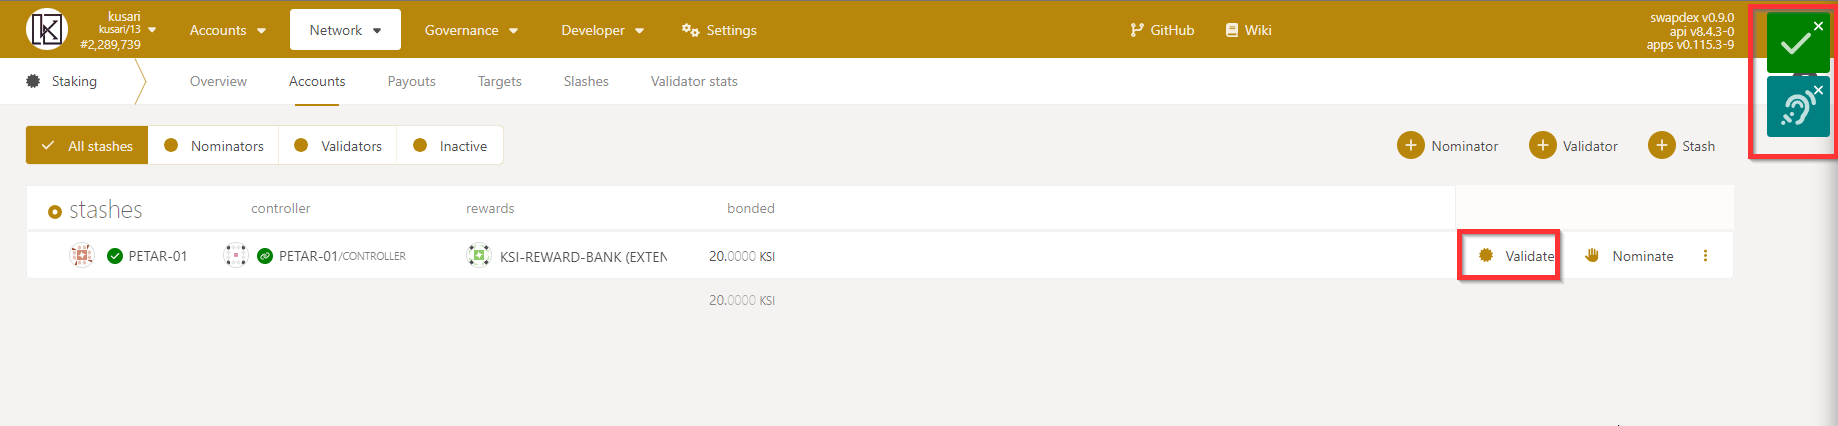 kusari
kusari/13
#2,289,739
Accounts
Network
Governance
Developer
Settings
GitHub
Wiki
swapdex v0.9.0
api v8.4.3-0
apps v0.115.3-9
Staking
Overview
Accounts
Payouts
Targets
Slashes
Validator stats
All stashes
Nominators
Validators
Inactive
Nominator
Validator
Stash
stashes
controller
rewards
bonded
PETAR-01
PETAR-01/CONTROLLER
KSI-REWARD-BANK (EXTEN
20.0000 KSI
Validate
Nominate
20.0000 KSI